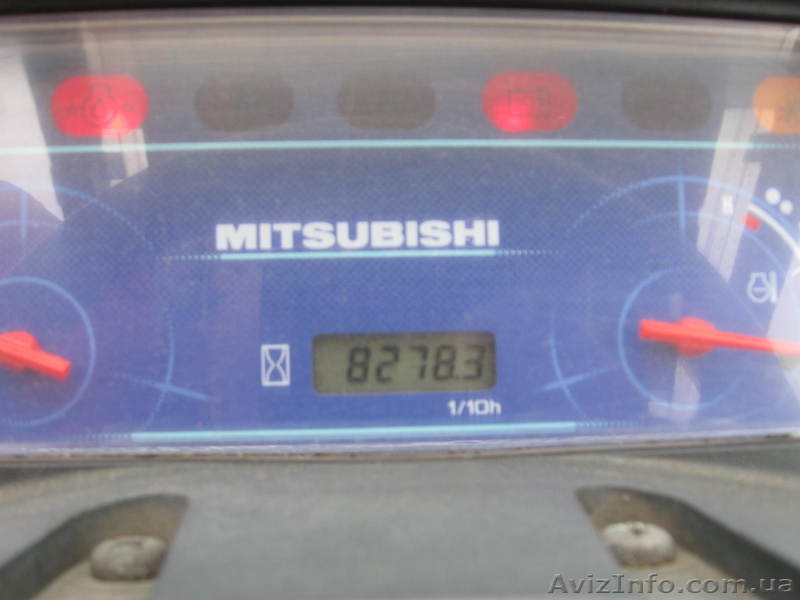 MITSUBISHI
8278.3
1/10h
AvizInfo.com.ua